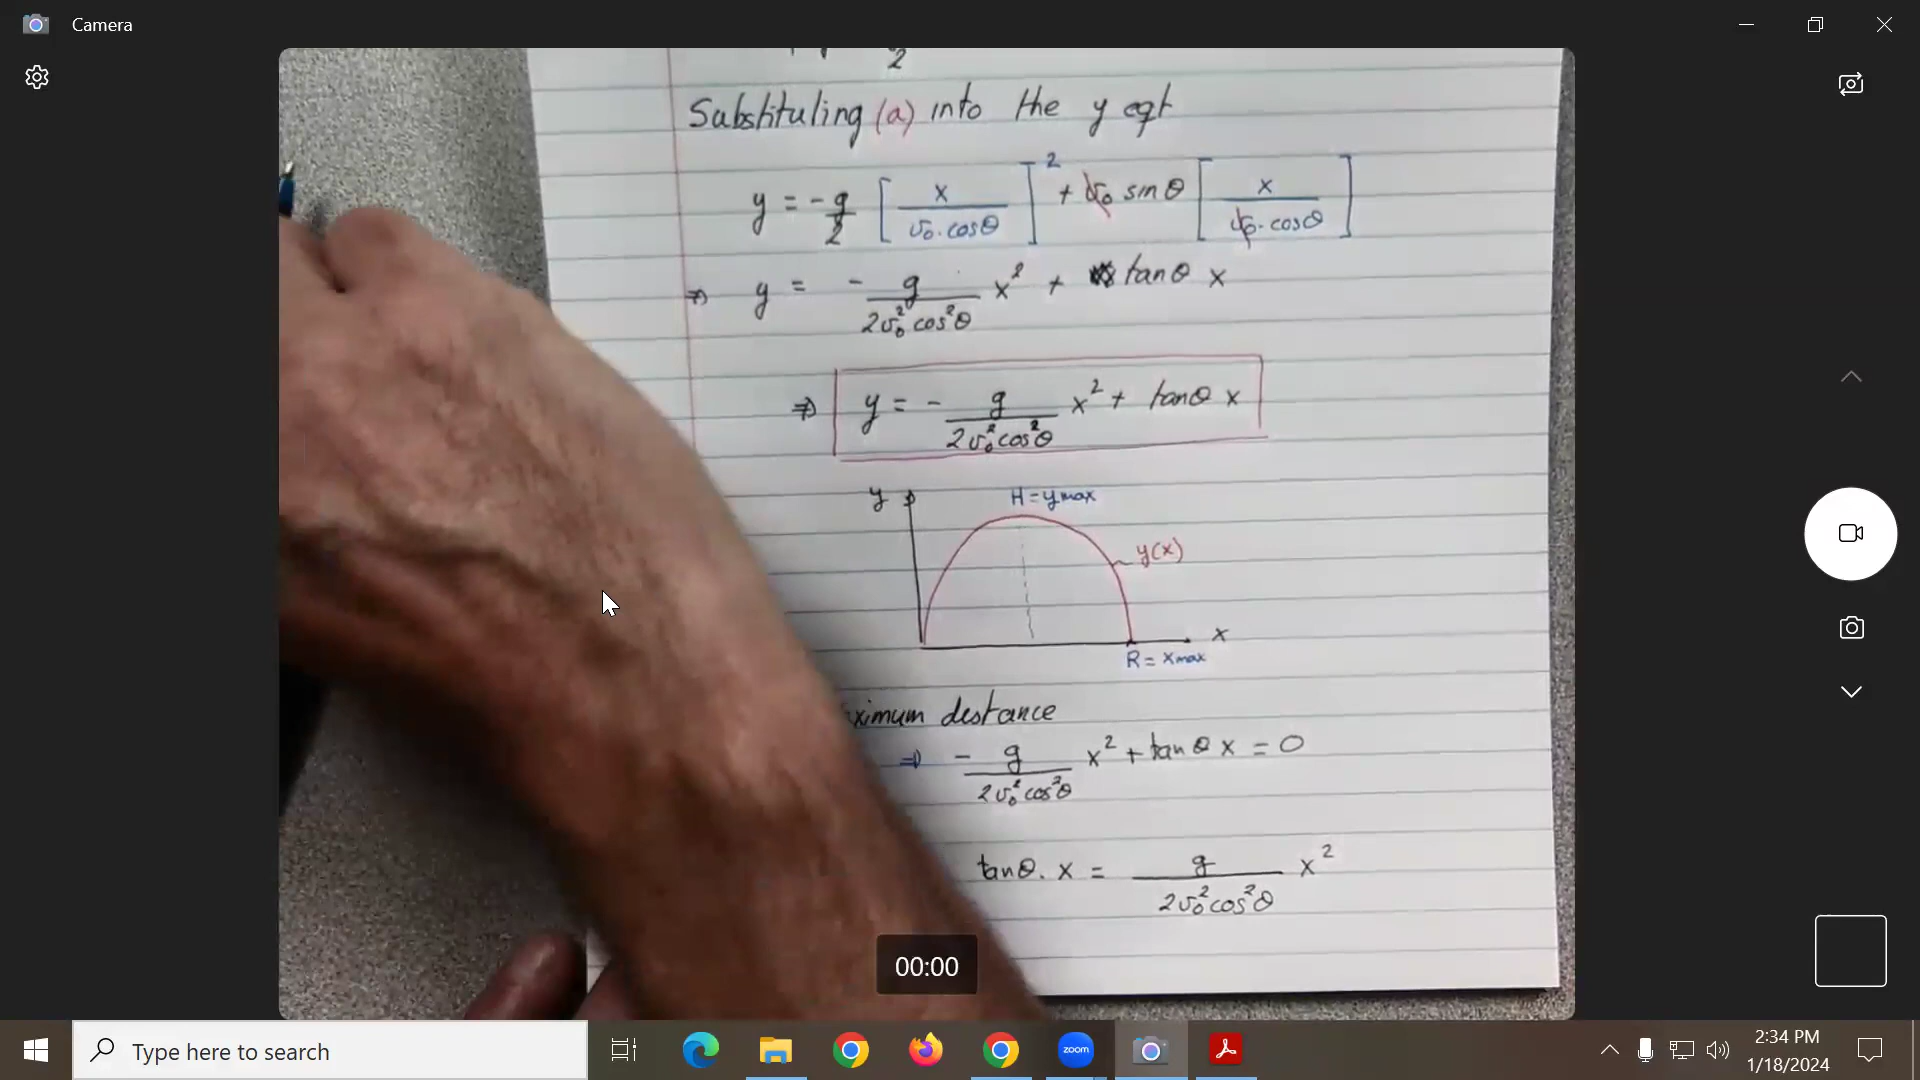 Camera
2
Substituling (a) into the y eqt
y = - g/2 [ x / v₀ . cosθ ]² + v₀ sinθ [ x / v₀ . cosθ ]
⇒ y = - g / 2v₀² cos²θ x² + tanθ x
⇒ y = - g / 2v₀² cos²θ x² + tanθ x
y
H = ymax
y(x)
x
R = xmax
ximum distance
⇒ - g / 2v₀² cos²θ x² + tanθ x = 0
tanθ . x = g / 2v₀² cos²θ x²
00:00
Type here to search
zoom
2:34 PM
1/18/2024